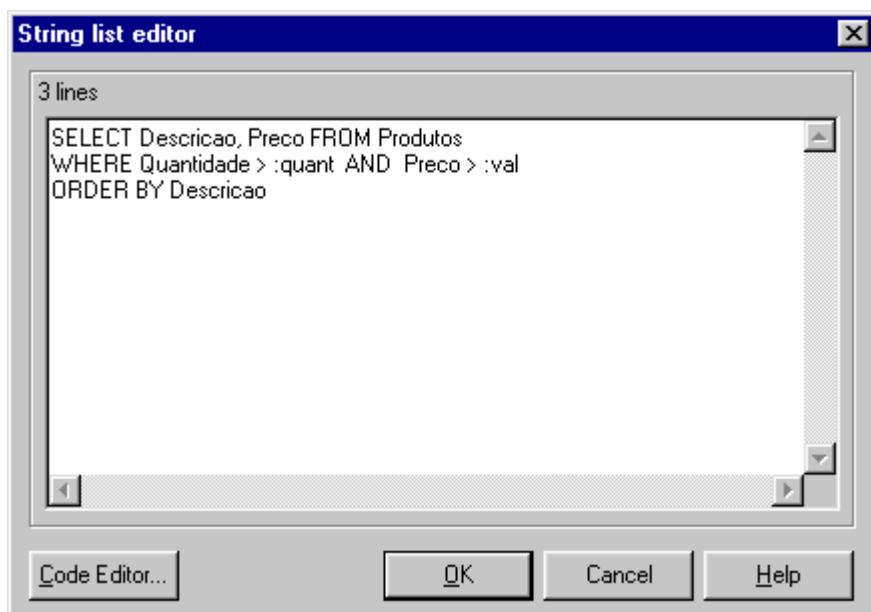 String list editor
3 lines
SELECT Descricao, Preco FROM Produtos
WHERE Quantidade > :quant  AND  Preco > :val
ORDER BY Descricao
Code Editor...
OK
Cancel
Help